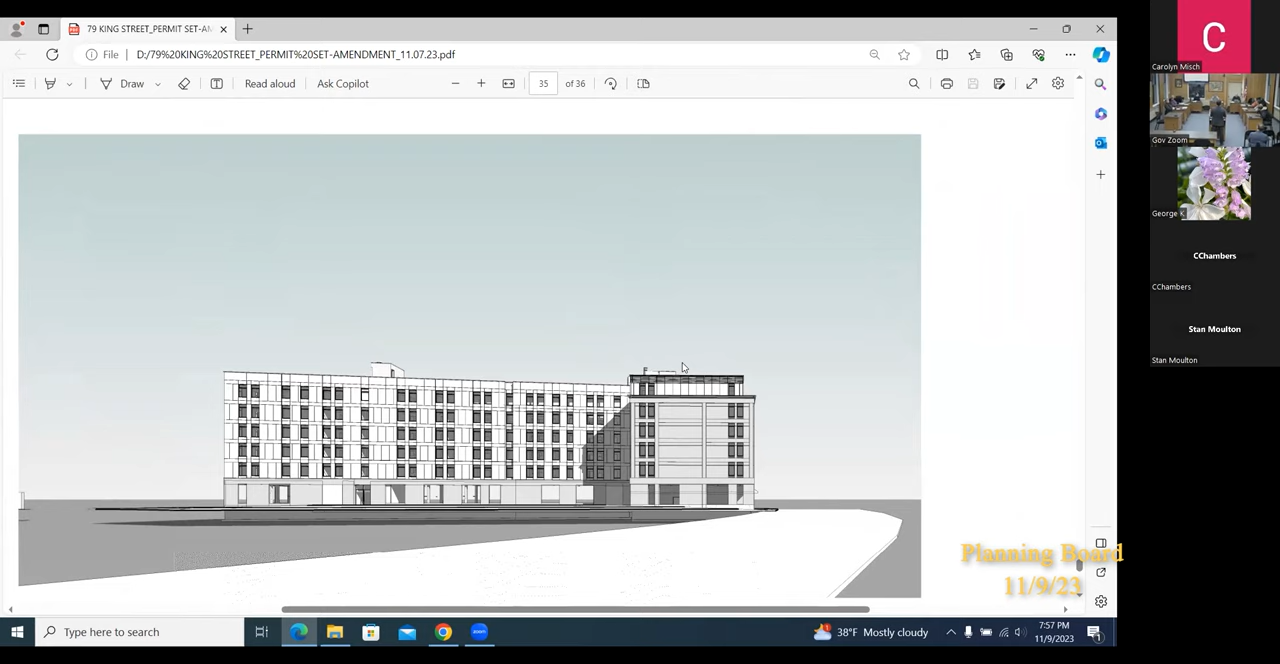 79 KING STREET_PERMIT SET-AM
File
D:/79%20KING%20STREET_PERMIT%20SET-AMENDMENT_11.07.23.pdf
Draw
Read aloud
Ask Copilot
35
of 36
C
Carolyn Misch
Gov Zoom
George K
CChambers
CChambers
Stan Moulton
Stan Moulton
Planning Board
11/9/23
Type here to search
zoom
38°F Mostly cloudy
7:57 PM
11/9/2023
1